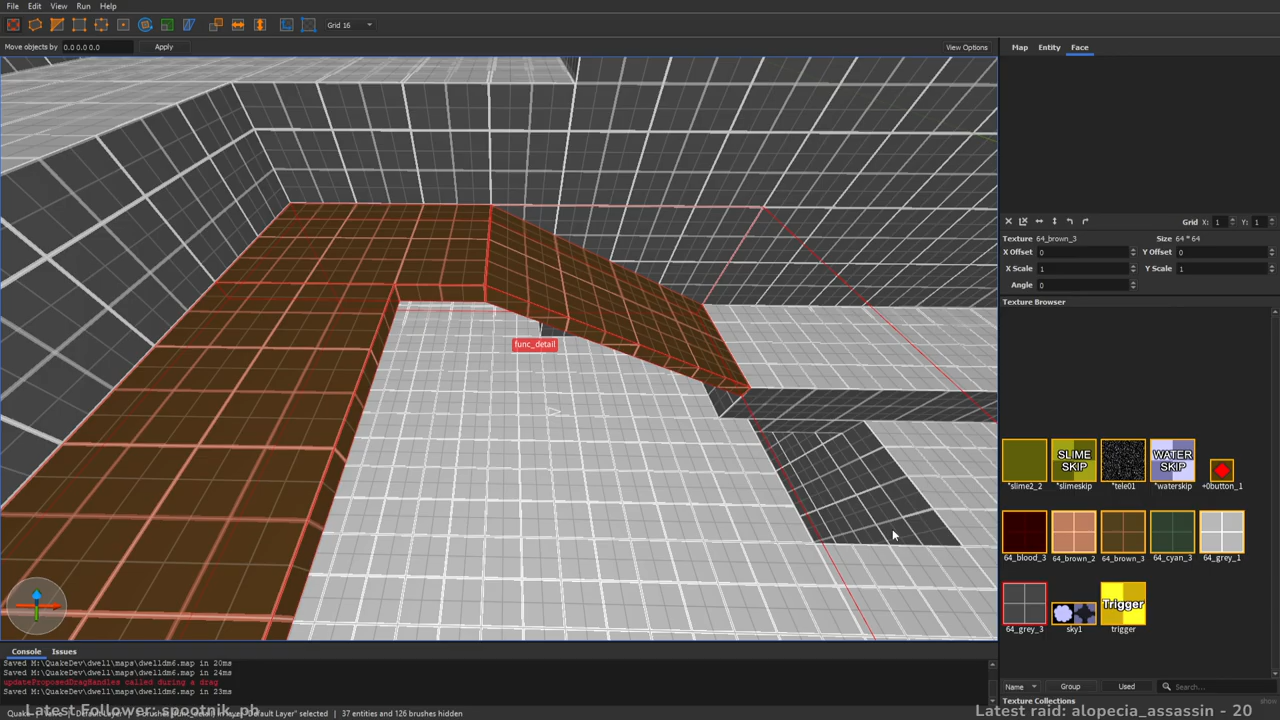 File Edit View Run Help
Grid 16
Move objects by 0.0 0.0 0.0 Apply View Options
Map Entity Face
func_detail
Grid X: 1 Y: 1
Texture 64_brown_3 Size 64 * 64
X Offset 0 Y Offset 0
X Scale 1 Y Scale 1
Angle 0
Texture Browser
SLIME SKIP WATER SKIP
*slime2_2 *slimeskip *tele01 *waterskip +0button_1
64_blood_3 64_brown_2 64_brown_3 64_cyan_3 64_grey_1
Trigger
64_grey_3 sky1 trigger
Name Group Used Search...
Texture Collections show
Console Issues
Saved M:\QuakeDev\dwell\maps\dwelldm6.map in 20ms
Saved M:\QuakeDev\dwell\maps\dwelldm6.map in 24ms
updateProposedDragHandles called during a drag
Saved M:\QuakeDev\dwell\maps\dwelldm6.map in 23ms
"Default Layer" selected | 37 entities and 126 brushes hidden
Latest Follower: spootnik_ph
Latest raid: alopecia_assassin - 20